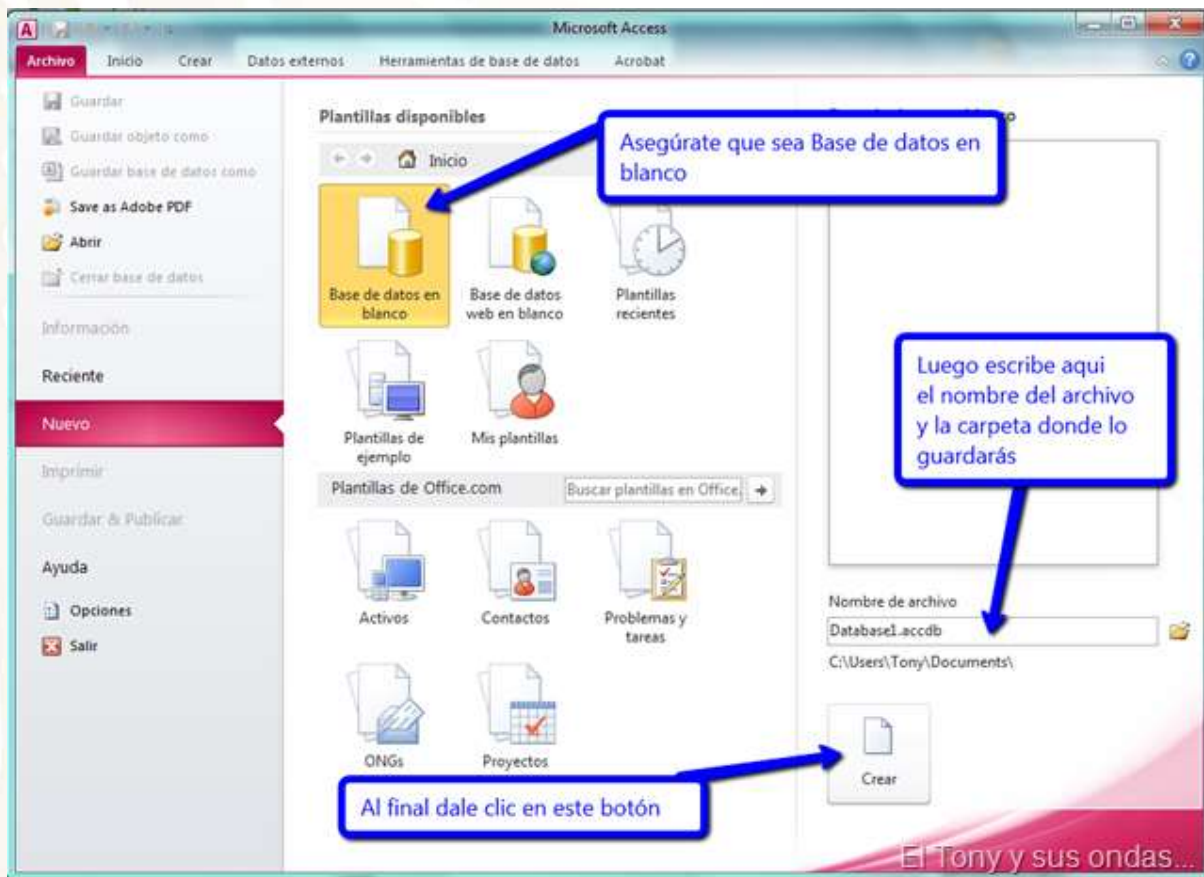 Microsoft Access
Archivo Inicio Crear Datos externos Herramientas de base de datos Acrobat
Guardar
Guardar objeto como
Guardar base de datos como
Save as Adobe PDF
Abrir
Cerrar base de datos
Información
Reciente
Nuevo
Imprimir
Guardar & Publicar
Ayuda
Opciones
Salir
Plantillas disponibles
Inicio
Asegúrate que sea Base de datos en
blanco
Base de datos en
blanco
Base de datos
web en blanco
Plantillas
recientes
Plantillas de
ejemplo
Mis plantillas
Plantillas de Office.com
Buscar plantillas en Office.
Activos
Contactos
Problemas y
tareas
ONGs
Proyectos
Luego escribe aqui
el nombre del archivo
y la carpeta donde lo
guardarás
Nombre de archivo
Database1.accdb
C:\Users\Tony\Documents\
Crear
Al final dale clic en este botón
El Tony y sus ondas...